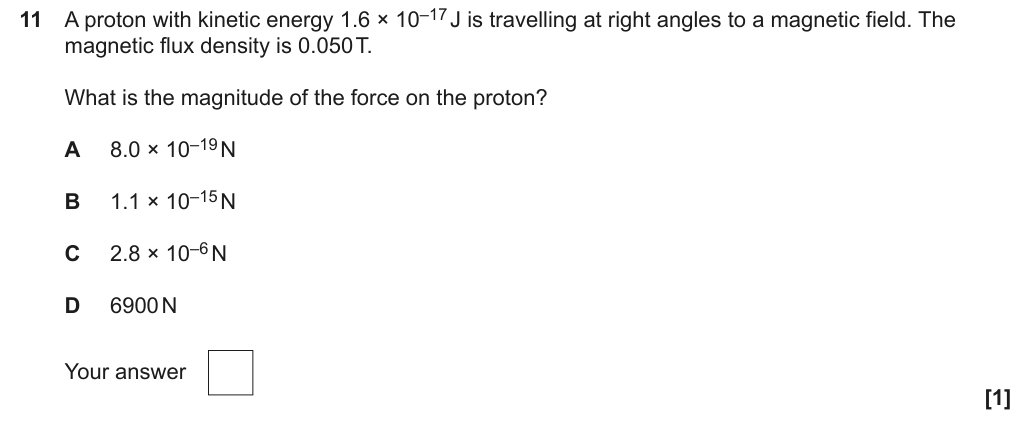 11 A proton with kinetic energy 1.6 × 10⁻¹⁷ J is travelling at right angles to a magnetic field. The
magnetic flux density is 0.050 T.
What is the magnitude of the force on the proton?
A 8.0 × 10⁻¹⁹ N
B 1.1 × 10⁻¹⁵ N
C 2.8 × 10⁻⁶ N
D 6900 N
Your answer
[1]